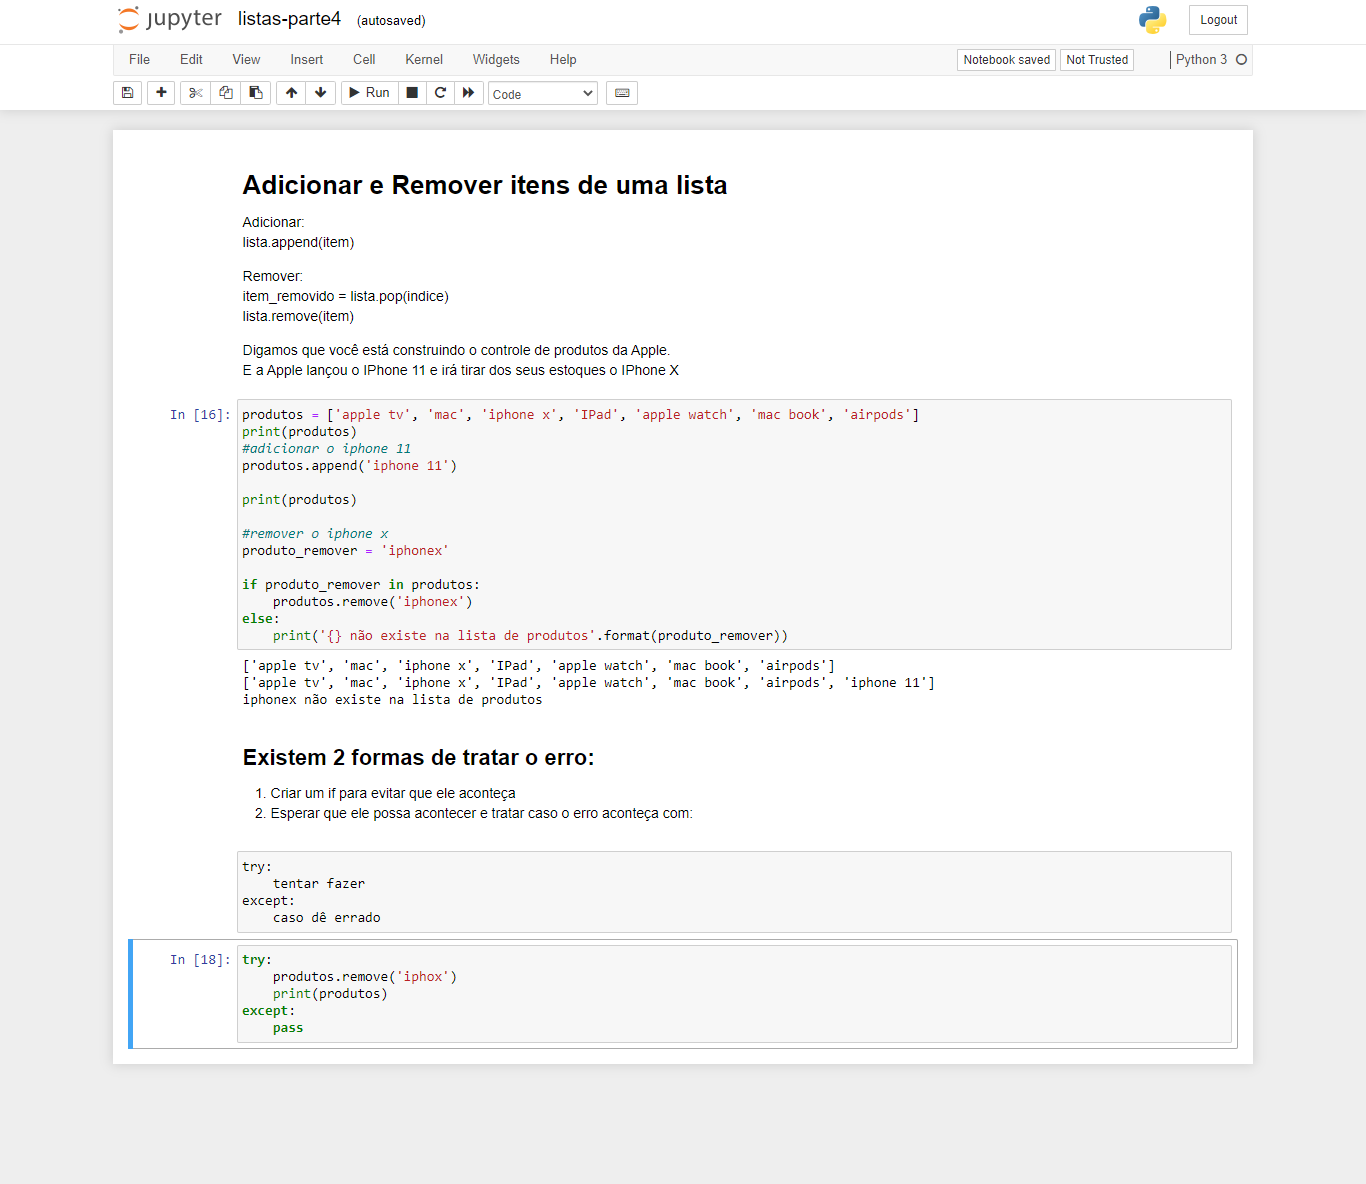 jupyter listas-parte4 (autosaved)
Logout
File Edit View Insert Cell Kernel Widgets Help
Notebook saved Not Trusted Python 3
Run Code
Adicionar e Remover itens de uma lista
Adicionar:
lista.append(item)
Remover:
item_removido = lista.pop(indice)
lista.remove(item)
Digamos que você está construindo o controle de produtos da Apple.
E a Apple lançou o IPhone 11 e irá tirar dos seus estoques o IPhone X
In [16]: produtos = ['apple tv', 'mac', 'iphone x', 'IPad', 'apple watch', 'mac book', 'airpods']
print(produtos)
#adicionar o iphone 11
produtos.append('iphone 11')
print(produtos)
#remover o iphone x
produto_remover = 'iphonex'
if produto_remover in produtos:
    produtos.remove('iphonex')
else:
    print('{} não existe na lista de produtos'.format(produto_remover))
['apple tv', 'mac', 'iphone x', 'IPad', 'apple watch', 'mac book', 'airpods']
['apple tv', 'mac', 'iphone x', 'IPad', 'apple watch', 'mac book', 'airpods', 'iphone 11']
iphonex não existe na lista de produtos
Existem 2 formas de tratar o erro:
1. Criar um if para evitar que ele aconteça
2. Esperar que ele possa acontecer e tratar caso o erro aconteça com:
try:
    tentar fazer
except:
    caso dê errado
In [18]: try:
    produtos.remove('iphox')
    print(produtos)
except:
    pass